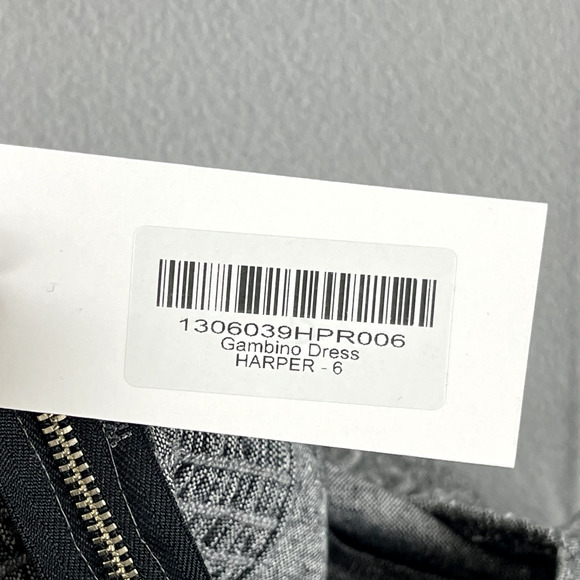 1306039HPR006
Gambino Dress
HARPER - 6